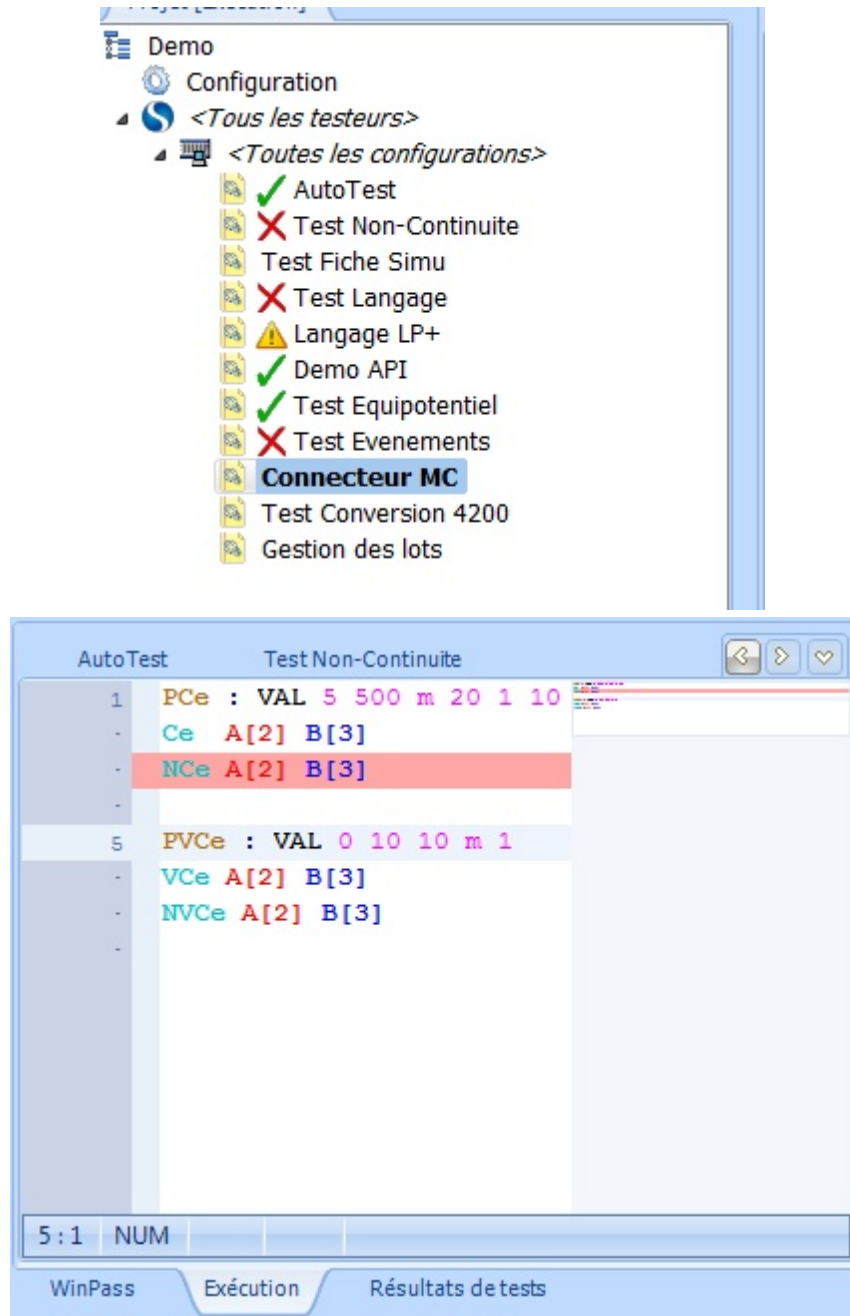 Projet [Exécution]
Demo
Configuration
<Tous les testeurs>
<Toutes les configurations>
AutoTest
Test Non-Continuite
Test Fiche Simu
Test Langage
Langage LP+
Demo API
Test Equipotentiel
Test Evenements
Connecteur MC
Test Conversion 4200
Gestion des lots
AutoTest Test Non-Continuite
1 PCe : VAL 5 500 m 20 1 10
- Ce A[2] B[3]
- NCe A[2] B[3]
-
5 PVCe : VAL 0 10 10 m 1
- VCe A[2] B[3]
- NVCe A[2] B[3]
-
5:1 NUM
WinPass Exécution Résultats de tests